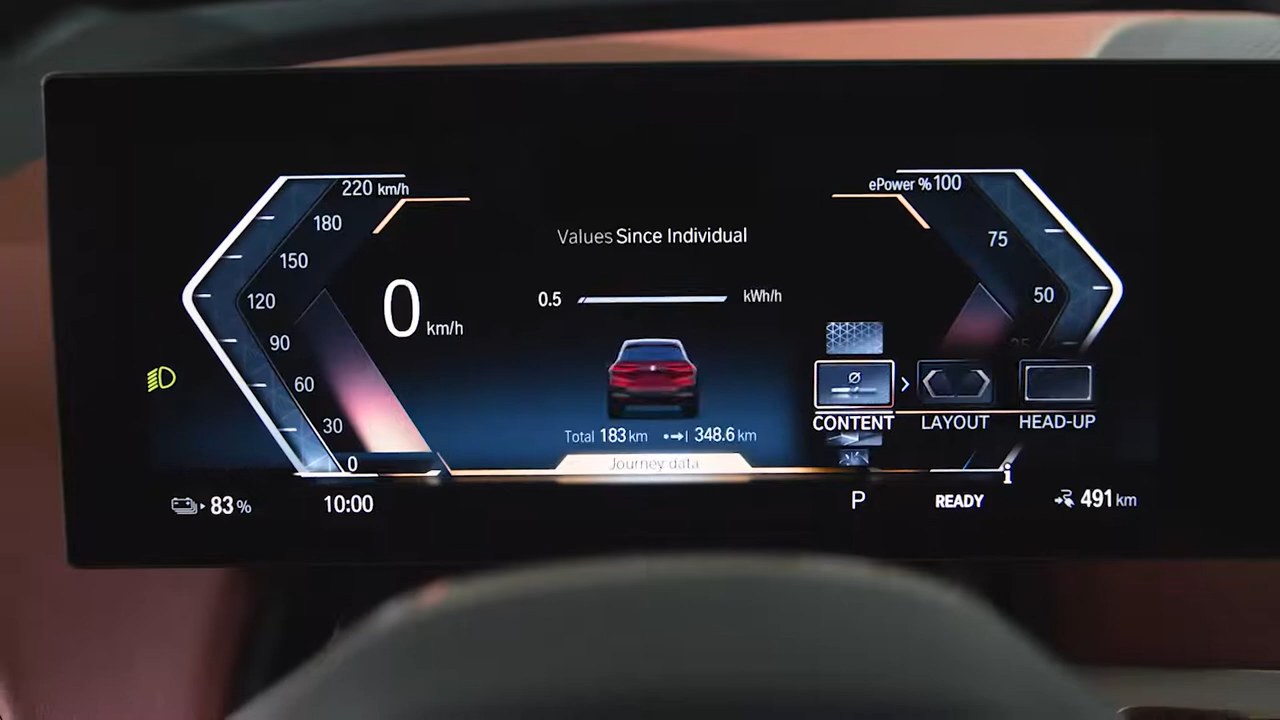 220 km/h
180
150
120
90
60
30
0
0 km/h
Values Since Individual
0.5 kWh/h
Total 183 km 348.6 km
Journey data
ePower % 100
75
50
25
CONTENT LAYOUT HEAD-UP
83 % 10:00 P READY 491 km